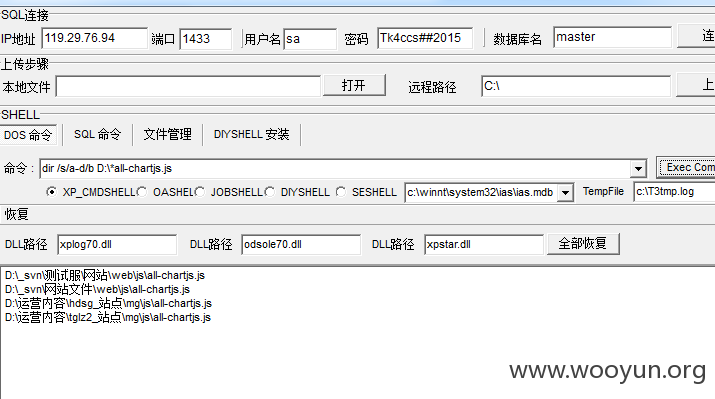 SQL连接
IP地址 119.29.76.94 端口 1433 用户名 sa 密码 Tk4ccs##2015 数据库名 master 连
上传步骤
本地文件 打开 远程路径 C:\ 上
SHELL
DOS 命令 SQL 命令 文件管理 DIYSHELL 安装
命令： dir /s/a-d/b D:\*all-chartjs.js Exec Com
XP_CMDSHELL OASHEL JOBSHELL DIYSHELL SESHELL c:\winnt\system32\ias\ias.mdb TempFile c:\T3tmp.log
恢复
DLL路径 xplog70.dll DLL路径 odsole70.dll DLL路径 xpstar.dll 全部恢复
D:\_svn\测试服\网站\web\js\all-chartjs.js
D:\_svn\网站文件\web\js\all-chartjs.js
D:\运营内容\hdsg_站点\mg\js\all-chartjs.js
D:\运营内容\tglz2_站点\mg\js\all-chartjs.js
www.wooyun.org